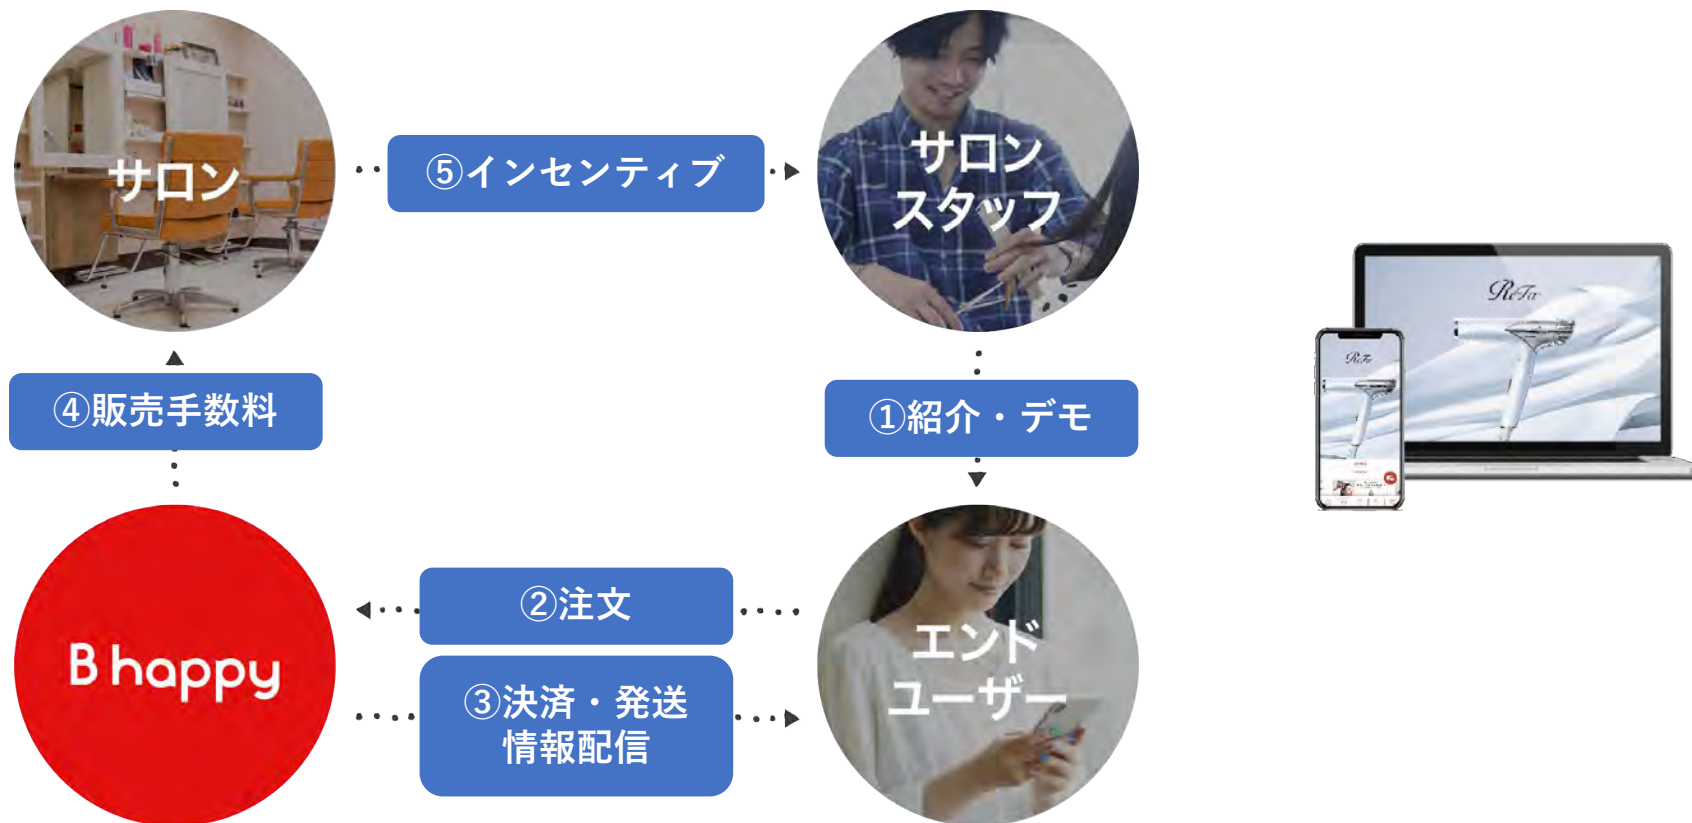 サロン
⑤インセンティブ
サロン
スタッフ
④販売手数料
①紹介・デモ
ReFa
ReFa
B happy
②注文
③決済・発送
情報配信
エンド
ユーザー